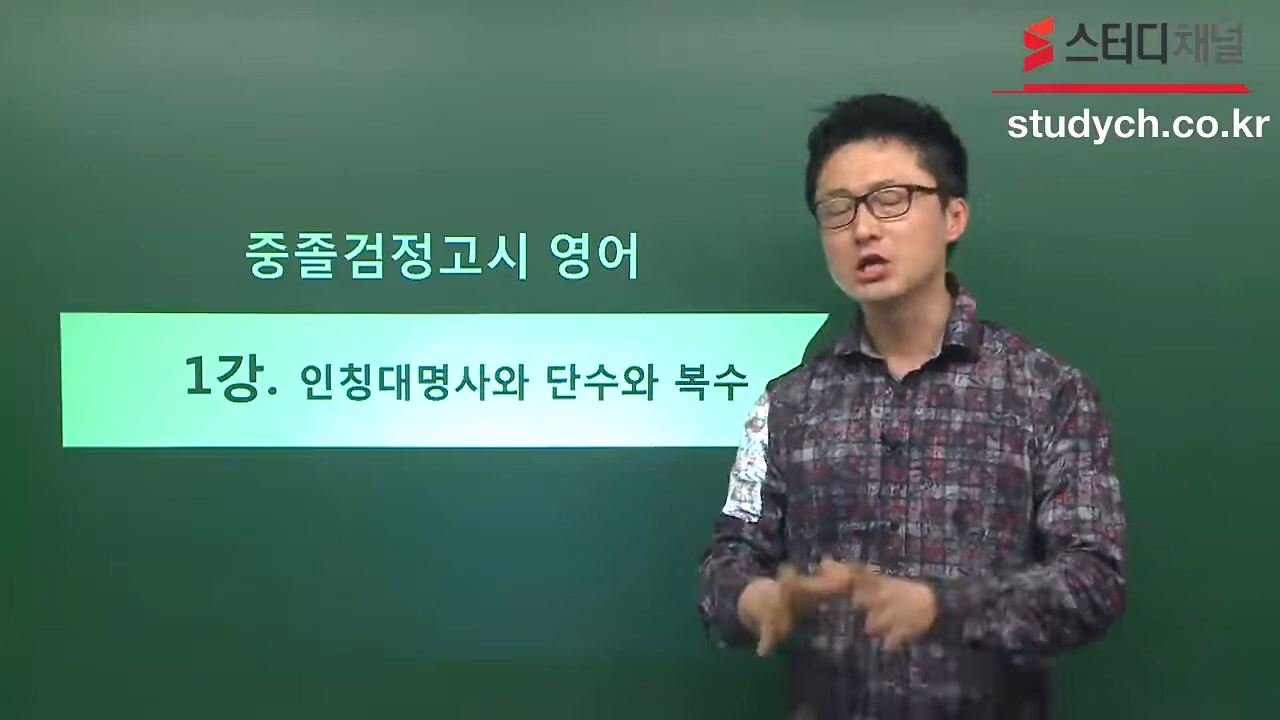 스터디채널
studych.co.kr
중졸검정고시 영어
1강. 인칭대명사와 단수와 복수